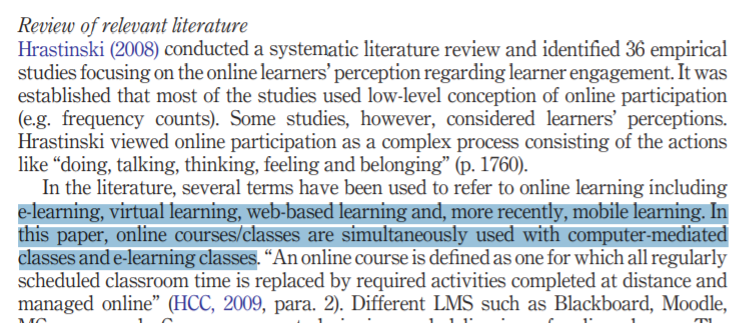 Review of relevant literature
Hrastinski (2008) conducted a systematic literature review and identified 36 empirical
studies focusing on the online learners' perception regarding learner engagement. It was
established that most of the studies used low-level conception of online participation
(e.g. frequency counts). Some studies, however, considered learners' perceptions.
Hrastinski viewed online participation as a complex process consisting of the actions
like “doing, talking, thinking, feeling and belonging” (p. 1760).
In the literature, several terms have been used to refer to online learning including
e-learning, virtual learning, web-based learning and, more recently, mobile learning. In
this paper, online courses/classes are simultaneously used with computer-mediated
classes and e-learning classes. “An online course is defined as one for which all regularly
scheduled classroom time is replaced by required activities completed at distance and
managed online” (HCC, 2009, para. 2). Different LMS such as Blackboard, Moodle,